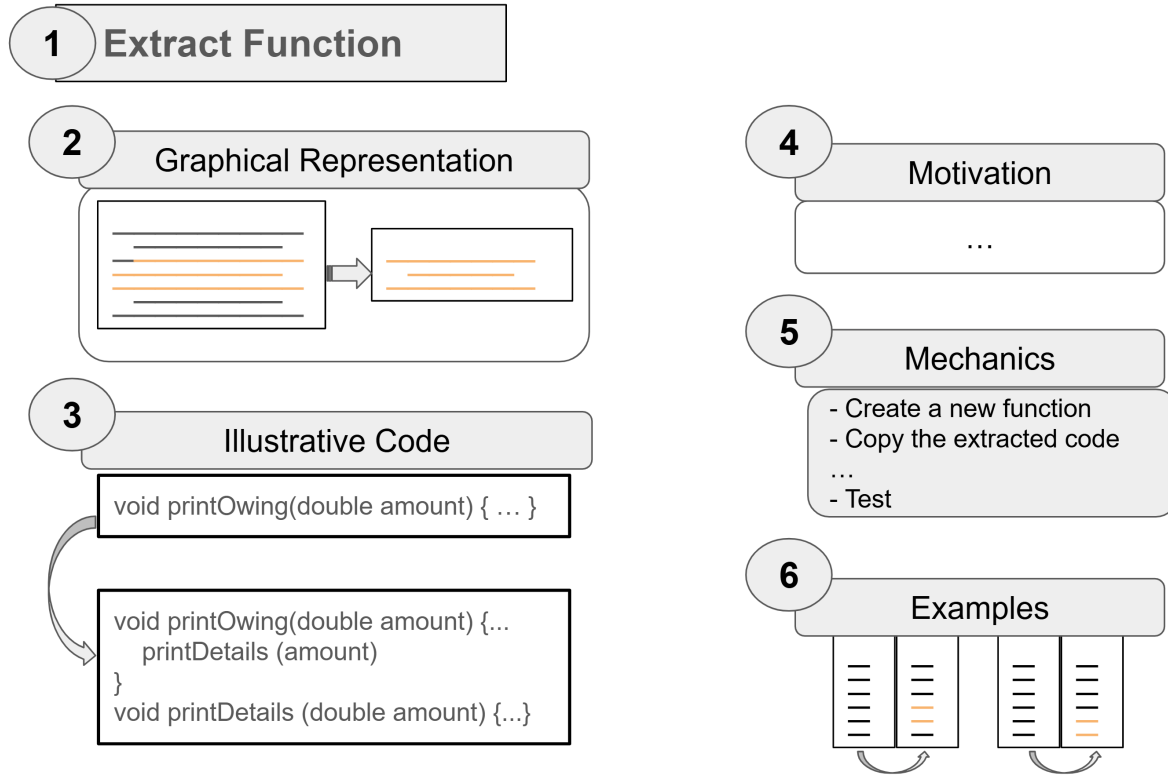 1 Extract Function
2 Graphical Representation
3 Illustrative Code
void printOwing(double amount) { … }
void printOwing(double amount) {...
printDetails (amount)
}
void printDetails (double amount) {...}
4 Motivation
…
5 Mechanics
- Create a new function
- Copy the extracted code
…
- Test
6 Examples